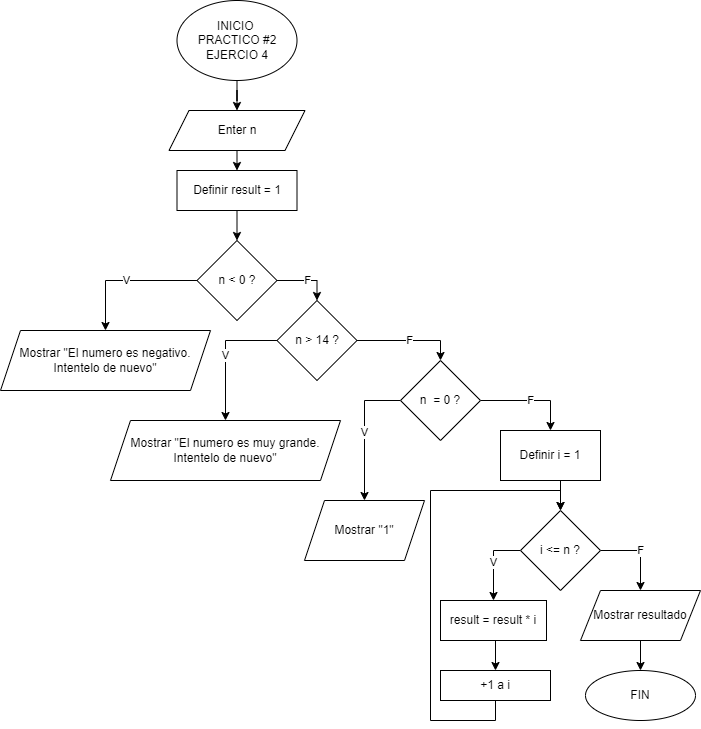 INICIO
PRACTICO #2
EJERCIO 4
Enter n
Definir result = 1
n < 0 ?
V
F
n > 14 ?
Mostrar "El numero es negativo.
Intentelo de nuevo"
V
F
n = 0 ?
Mostrar "El numero es muy grande.
Intentelo de nuevo"
V
F
Definir i = 1
Mostrar "1"
i <= n ?
V
F
result = result * i
Mostrar resultado
+1 a i
FIN